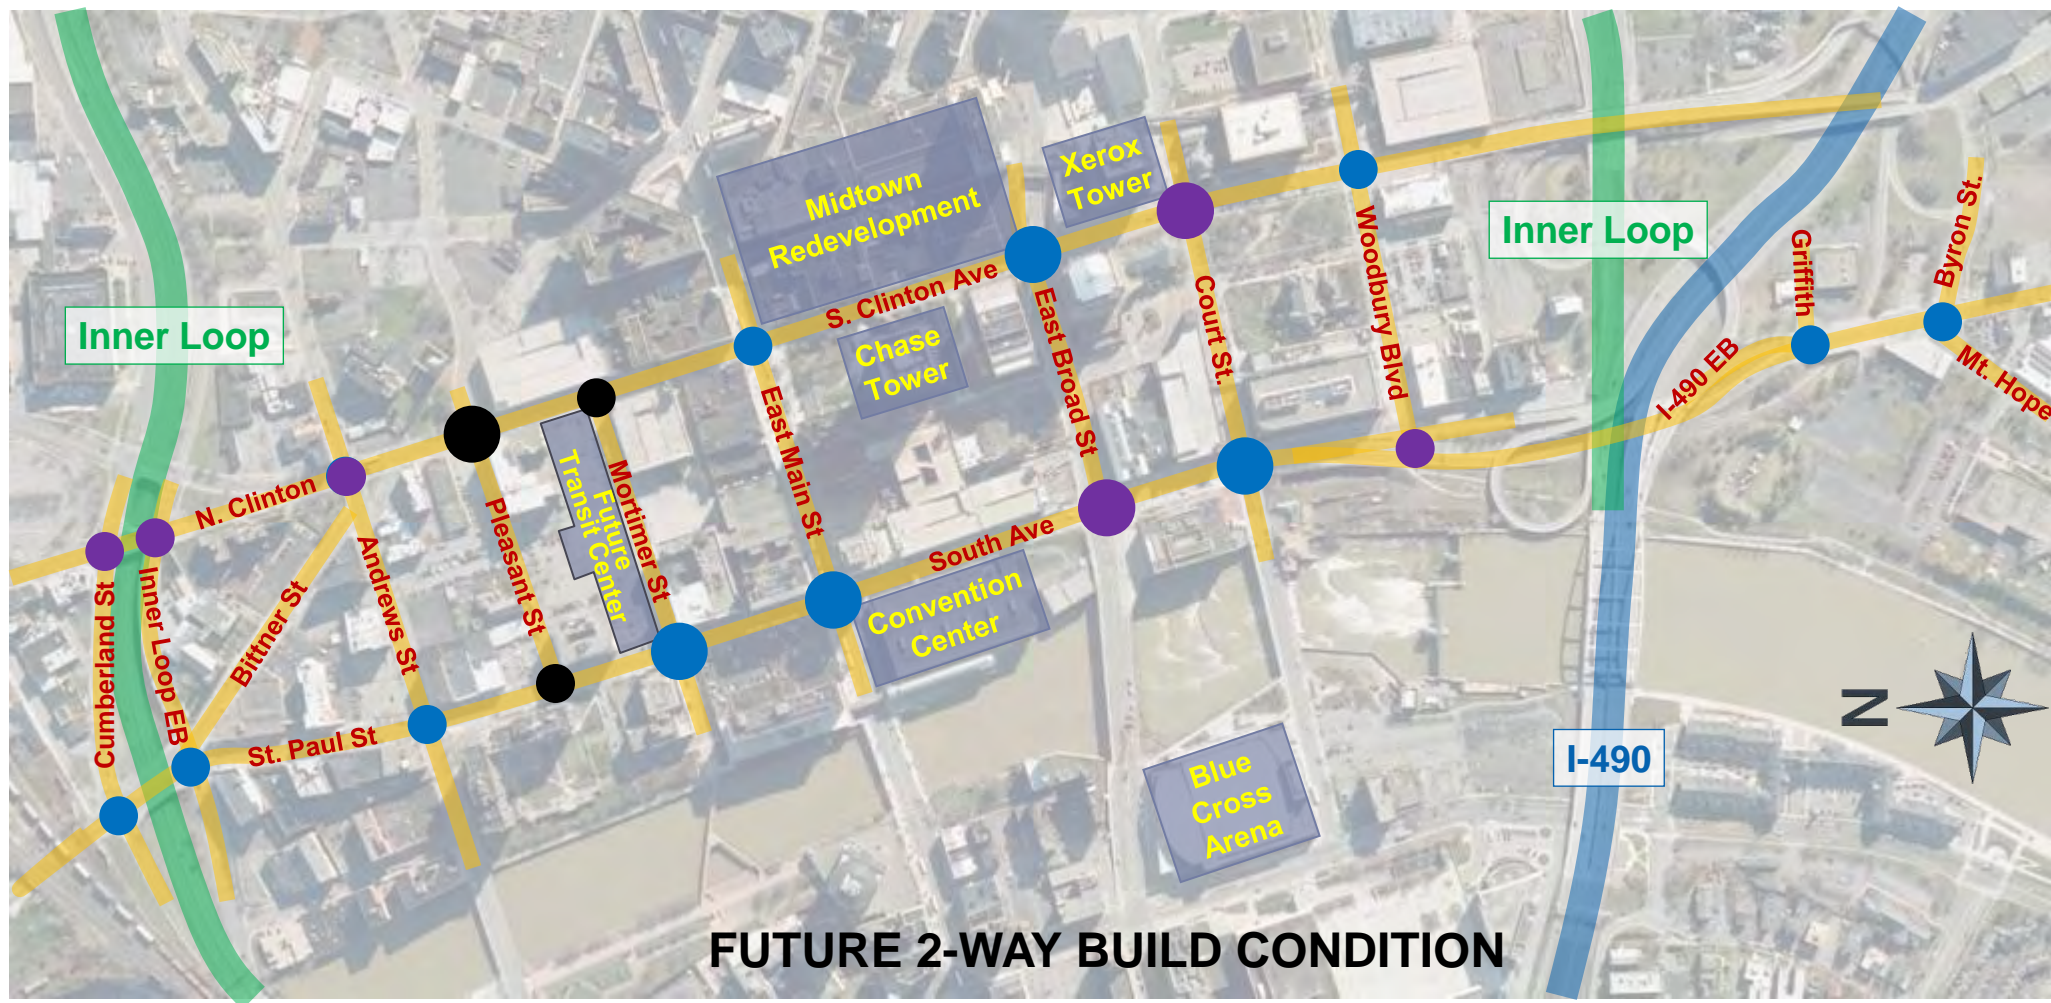 Midtown
Redevelopment
Xerox
Tower
Inner Loop
Woodbury Blvd
Griffith
Byron St.
Inner Loop
S. Clinton Ave
Chase
Tower
East Broad St
Court St.
I-490 EB
Mt. Hope
N. Clinton
East Main St
Future
Transit Center
Mortimer St
Pleasant St
Andrews St
South Ave
Convention
Center
Cumberland St
Inner Loop EB
Bittner St
St. Paul St
N
I-490
Blue
Cross
Arena
FUTURE 2-WAY BUILD CONDITION